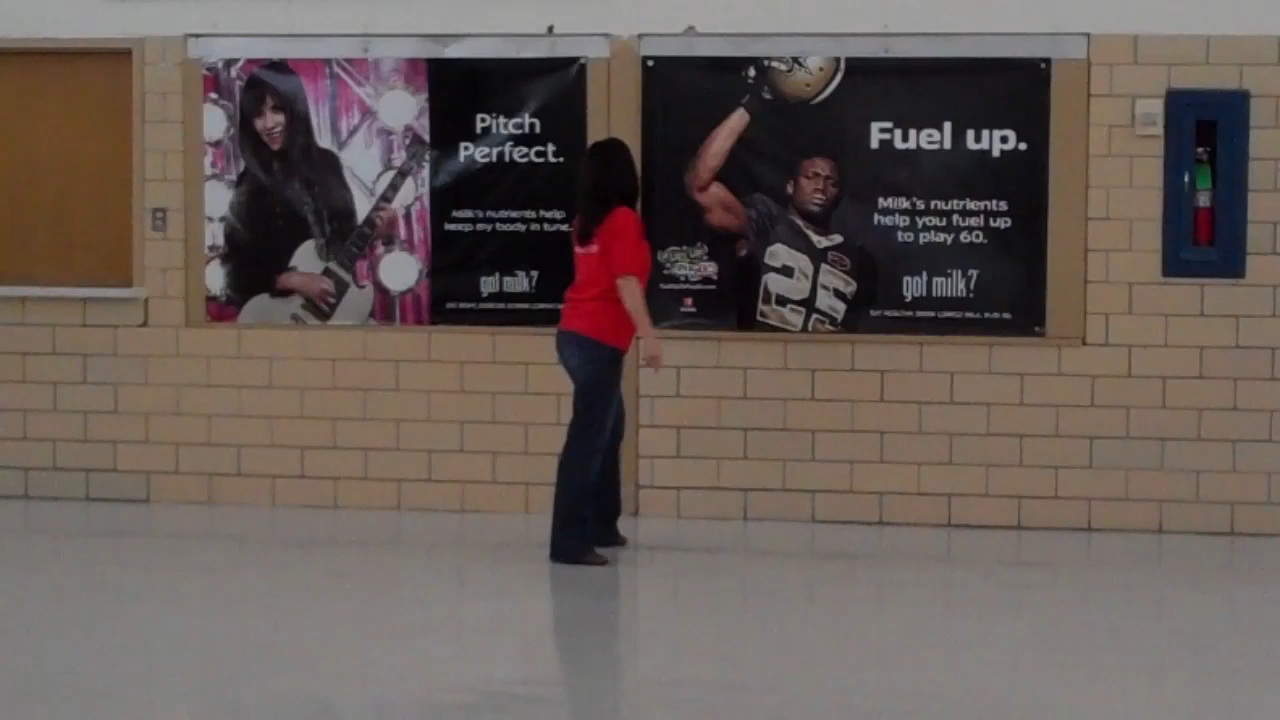 Pitch
Perfect.
Milk's nutrients help
keep my body in tune.
got milk?
Fuel up.
Milk's nutrients
help you fuel up
to play 60.
got milk?
25